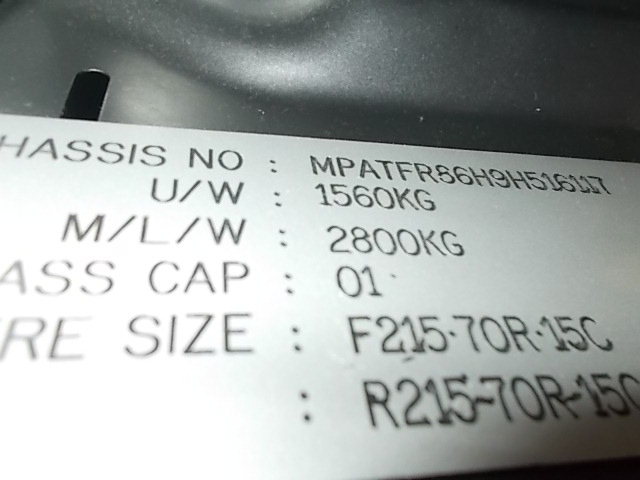 HASSIS NO : MPATFR86H9H516117
U/W : 1560KG
M/L/W : 2800KG
ASS CAP : 01
RE SIZE : F215-70R-15C
: R215-70R-15C